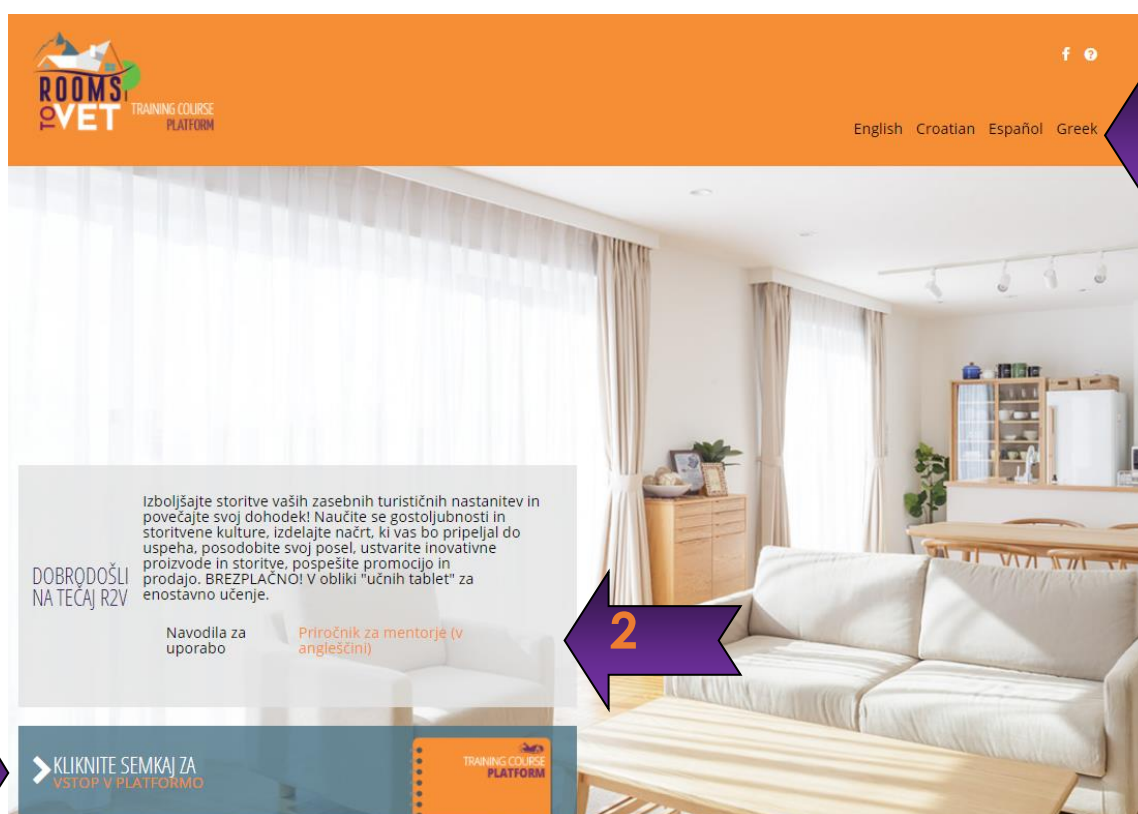 ROOMS
TO VET
TRAINING COURSE
PLATFORM
English Croatian Español Greek
DOBRODOŠLI
NA TEČAJ R2V
Izboljšajte storitve vaših zasebnih turističnih nastanitev in
povečajte svoj dohodek! Naučite se gostoljubnosti in
storitvene kulture, izdelajte načrt, ki vas bo pripeljal do
uspeha, posodobite svoj posel, ustvarite inovativne
proizvode in storitve, pospešite promocijo in
prodajo. BREZPLAČNO! V obliki "učnih tablet" za
enostavno učenje.
Navodila za
uporabo
Priročnik za mentorje (v
angleščini)
2
KLIKNITE SEMKAJ ZA
VSTOP V PLATFORMO
TRAINING COURSE
PLATFORM